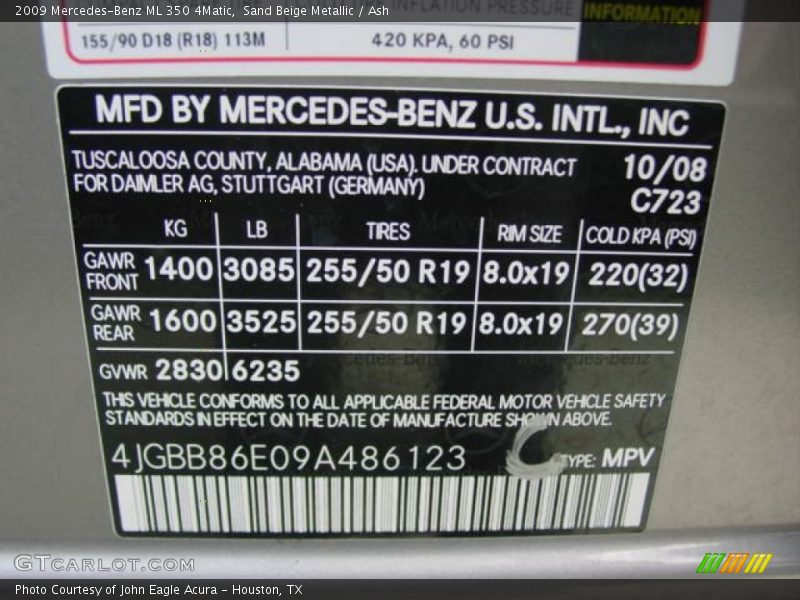 2009 Mercedes-Benz ML 350 4Matic, Sand Beige Metallic / Ash
INFLATION PRESSURE
INFORMATION
155/90 D18 (R18) 113M 420 KPA, 60 PSI
MFD BY MERCEDES-BENZ U.S. INTL., INC
TUSCALOOSA COUNTY, ALABAMA (USA). UNDER CONTRACT 10/08
FOR DAIMLER AG, STUTTGART (GERMANY) C723
KG LB TIRES RIM SIZE COLD KPA (PSI)
GAWR FRONT 1400 3085 255/50 R19 8.0x19 220(32)
GAWR REAR 1600 3525 255/50 R19 8.0x19 270(39)
GVWR 2830 6235
THIS VEHICLE CONFORMS TO ALL APPLICABLE FEDERAL MOTOR VEHICLE SAFETY
STANDARDS IN EFFECT ON THE DATE OF MANUFACTURE SHOWN ABOVE.
4JGBB86E09A486123 TYPE: MPV
GTCARLOT.COM
Photo Courtesy of John Eagle Acura - Houston, TX